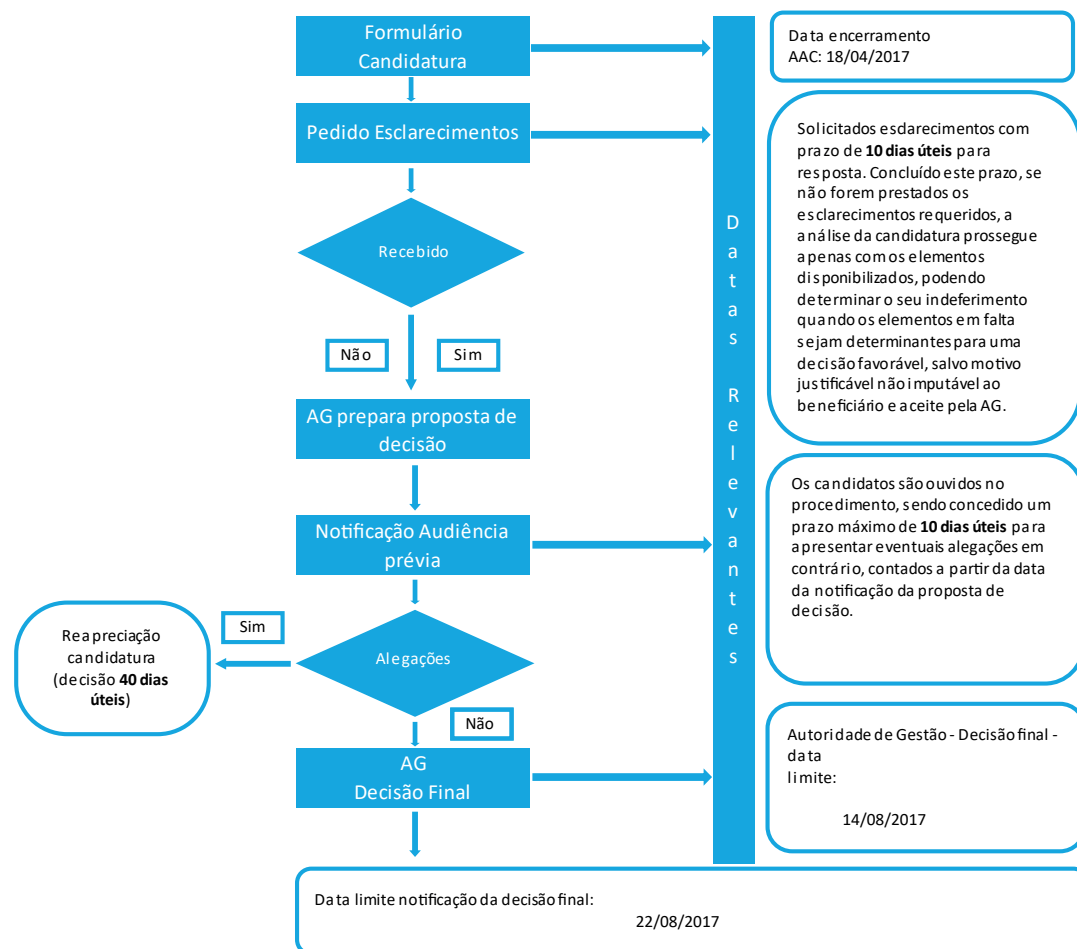 Formulário
Candidatura
Data encerramento
AAC: 18/04/2017
Pedido Esclarecimentos
Solicitados esclarecimentos com
prazo de 10 dias úteis para
resposta. Concluído este prazo, se
não forem prestados os
esclarecimentos requeridos, a
análise da candidatura prossegue
apenas com os elementos
disponibilizados, podendo
determinar o seu indeferimento
quando os elementos em falta
sejam determinantes para uma
decisão favorável, salvo motivo
justificável não imputável ao
beneficiário e aceite pela AG.
Recebido
Não
Sim
Datas Relevantes
AG prepara proposta de
decisão
Notificação Audiência
prévia
Os candidatos são ouvidos no
procedimento, sendo concedido um
prazo máximo de 10 dias úteis para
apresentar eventuais alegações em
contrário, contados a partir da data
da notificação da proposta de
decisão.
Sim
Reapreciação
candidatura
(decisão 40 dias
úteis)
Alegações
Não
AG
Decisão Final
Autoridade de Gestão - Decisão final -
data
limite:
14/08/2017
Data limite notificação da decisão final:
22/08/2017